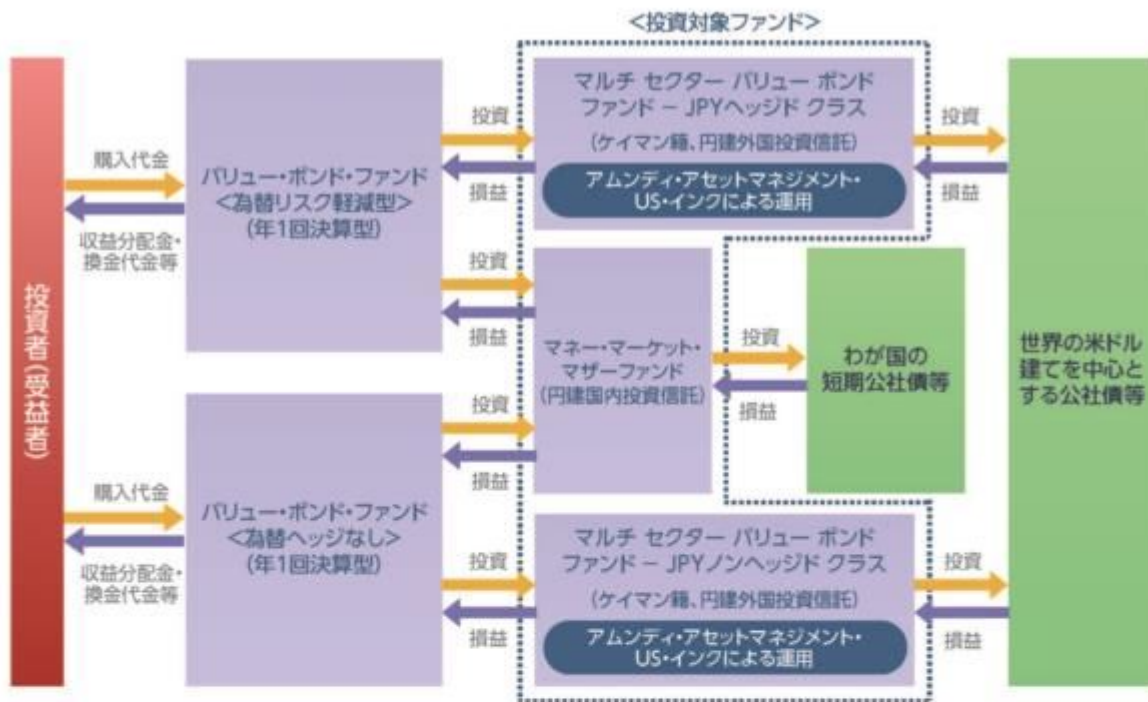 <投資対象ファンド>
投資者(受益者)
購入代金
収益分配金・
換金代金等
バリュー・ボンド・ファンド
<為替リスク軽減型>
(年1回決算型)
投資
損益
投資
損益
マルチ セクター バリュー ボンド
ファンド - JPYヘッジド クラス
(ケイマン籍、円建外国投資信託)
アムンディ・アセットマネジメント・
US・インクによる運用
投資
損益
マネー・マーケット・
マザーファンド
(円建国内投資信託)
投資
損益
わが国の
短期公社債等
世界の米ドル
建てを中心と
する公社債等
購入代金
収益分配金・
換金代金等
バリュー・ボンド・ファンド
<為替ヘッジなし>
(年1回決算型)
投資
損益
投資
損益
マルチ セクター バリュー ボンド
ファンド - JPYノンヘッジド クラス
(ケイマン籍、円建外国投資信託)
アムンディ・アセットマネジメント・
US・インクによる運用
投資
損益